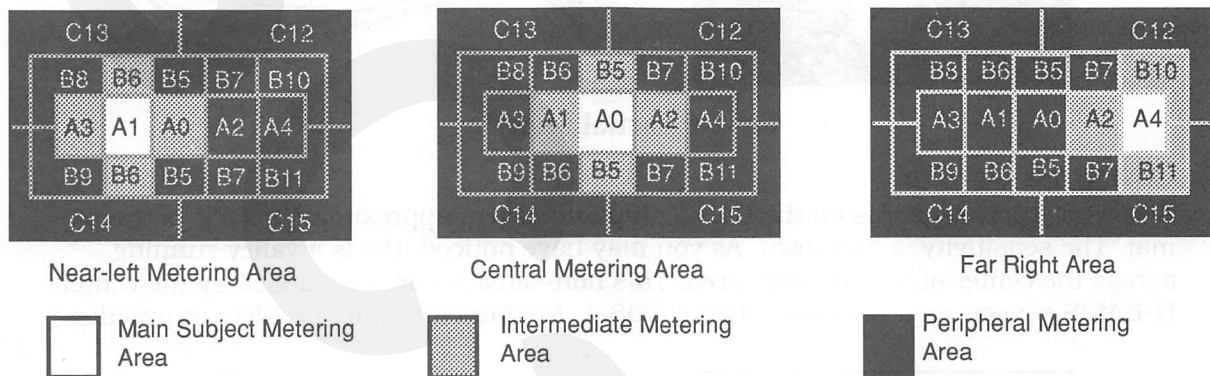 C13 C12 C13 C12 C13 C12
B8 B6 B5 B7 B10 B8 B6 B5 B7 B10 B8 B6 B5 B7 B10
A3 A1 A0 A2 A4 A3 A1 A0 A2 A4 A3 A1 A0 A2 A4
B9 B6 B5 B7 B11 B9 B6 B5 B7 B11 B9 B6 B5 B7 B11
C14 C15 C14 C15 C14 C15
Near-left Metering Area Central Metering Area Far Right Area
Main Subject Metering
Area
Intermediate Metering
Area
Peripheral Metering
Area